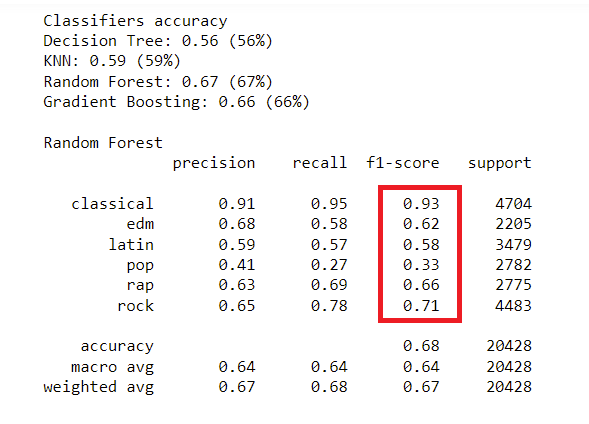 Classifiers accuracy
Decision Tree: 0.56 (56%)
KNN: 0.59 (59%)
Random Forest: 0.67 (67%)
Gradient Boosting: 0.66 (66%)
Random Forest
precision recall f1-score support
classical 0.91 0.95 0.93 4704
edm 0.68 0.58 0.62 2205
latin 0.59 0.57 0.58 3479
pop 0.41 0.27 0.33 2782
rap 0.63 0.69 0.66 2775
rock 0.65 0.78 0.71 4483
accuracy 0.68 20428
macro avg 0.64 0.64 0.64 20428
weighted avg 0.67 0.68 0.67 20428